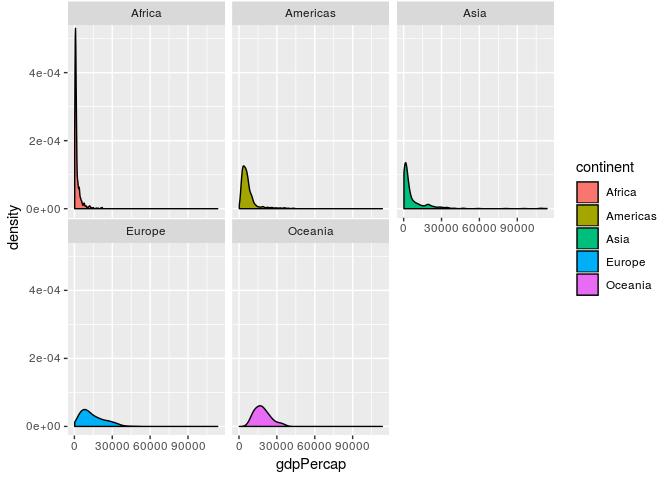 Africa Americas Asia
4e-04
2e-04
0e+00
0 30000 60000 90000
Europe Oceania
4e-04
2e-04
0e+00
0 30000 60000 90000 0 30000 60000 90000
gdpPercap
density
continent
Africa
Americas
Asia
Europe
Oceania